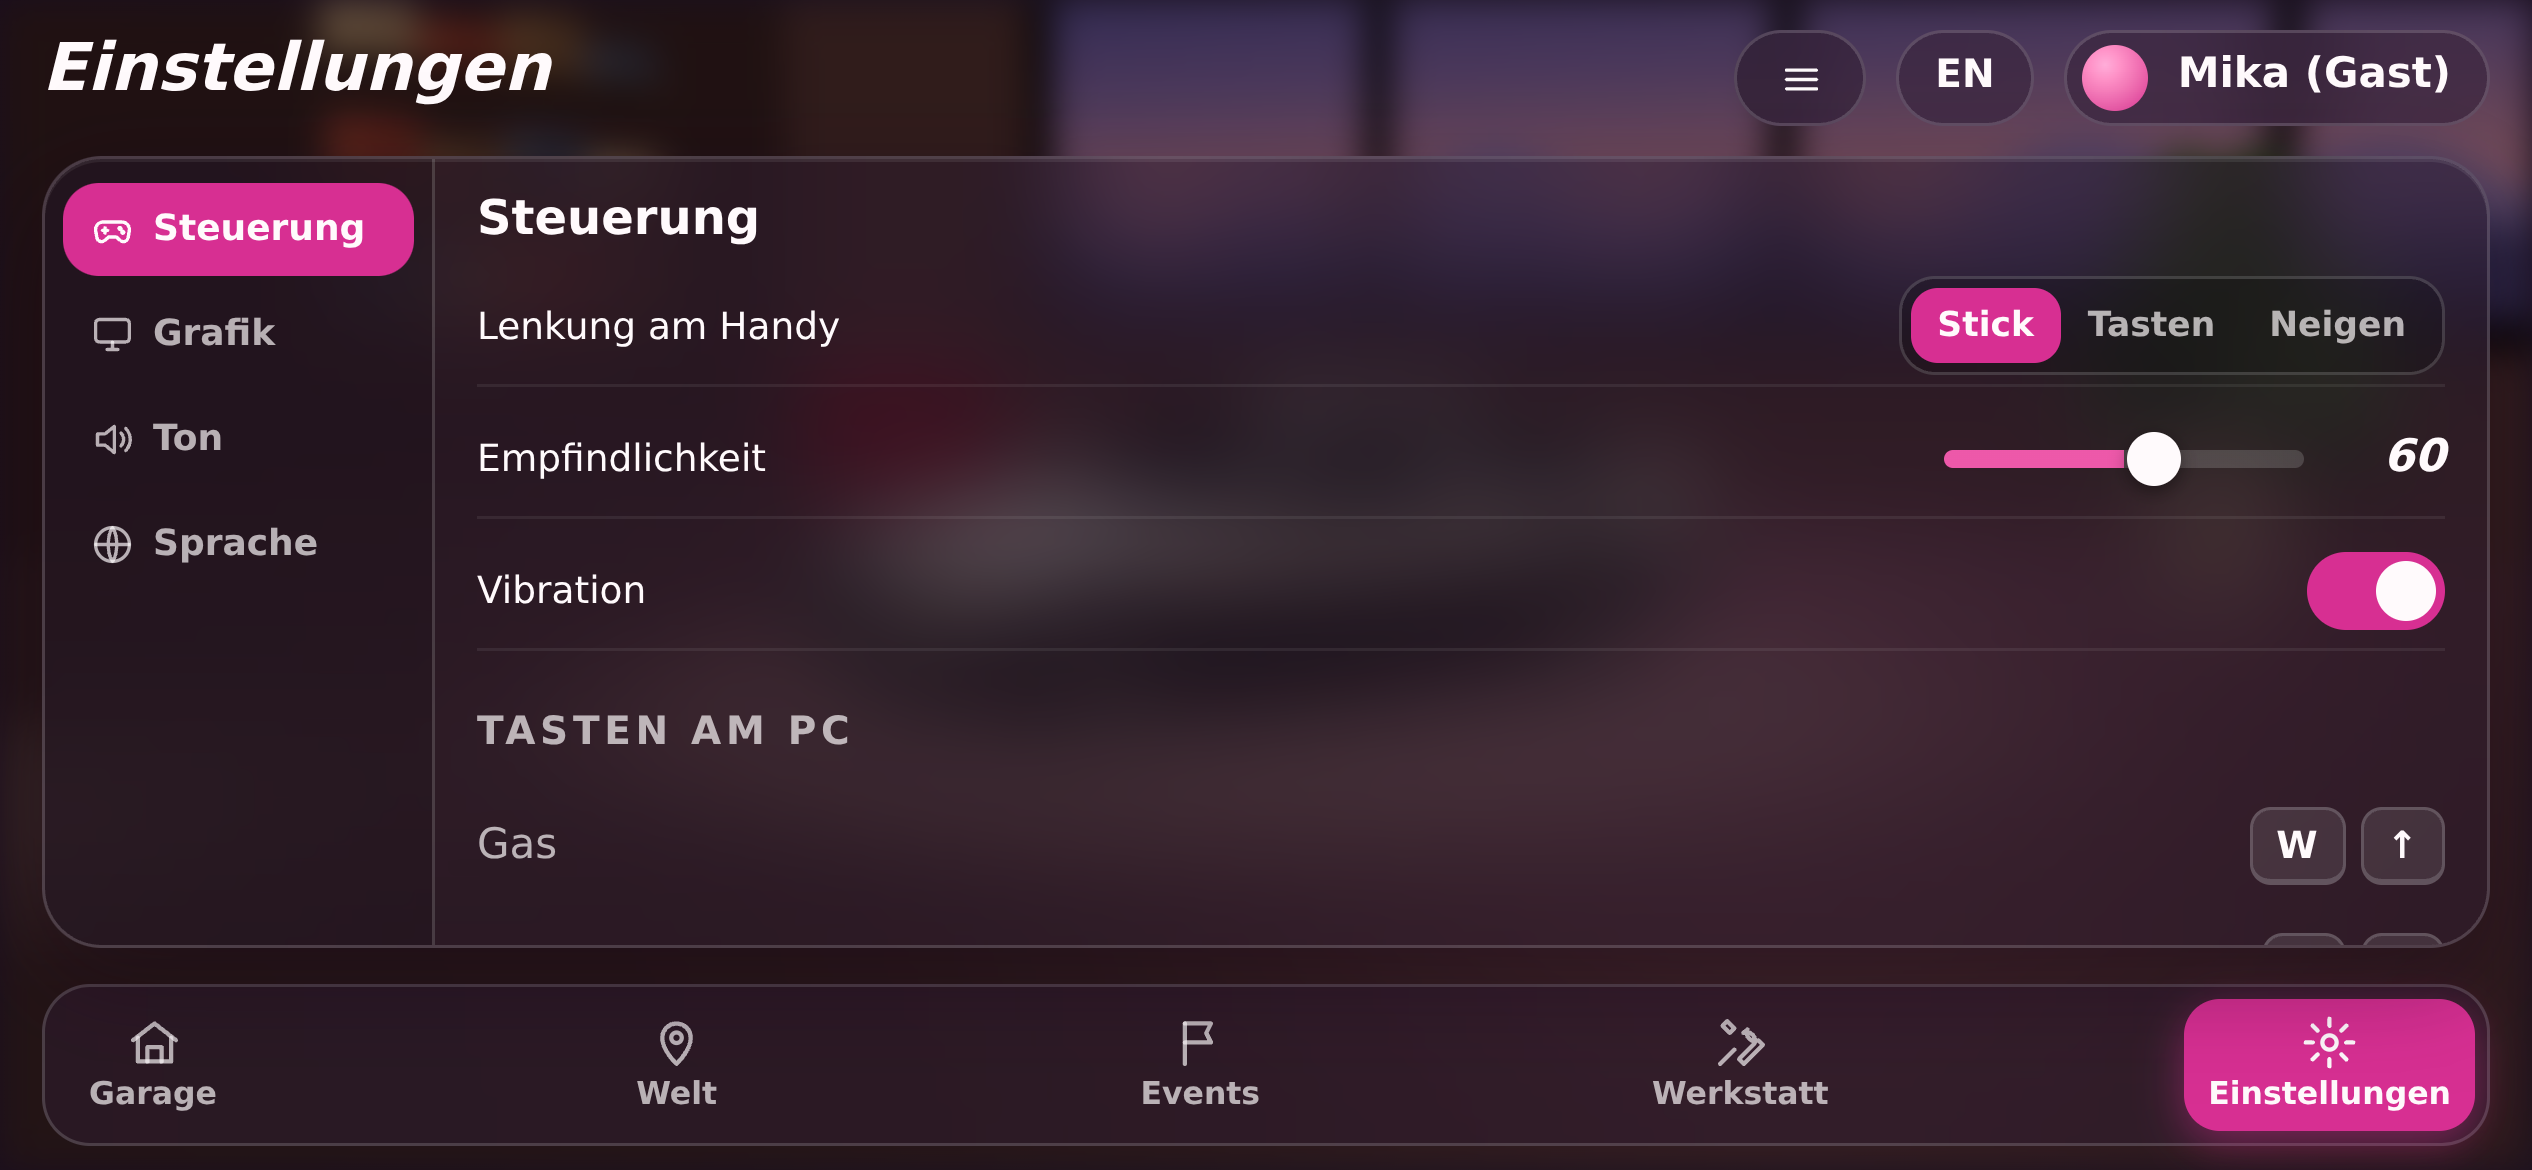 Einstellungen
EN
Mika (Gast)
Steuerung
Grafik
Ton
Sprache
Steuerung
Lenkung am Handy
Stick Tasten Neigen
Empfindlichkeit
60
Vibration
TASTEN AM PC
Gas
W ↑
Garage
Welt
Events
Werkstatt
Einstellungen